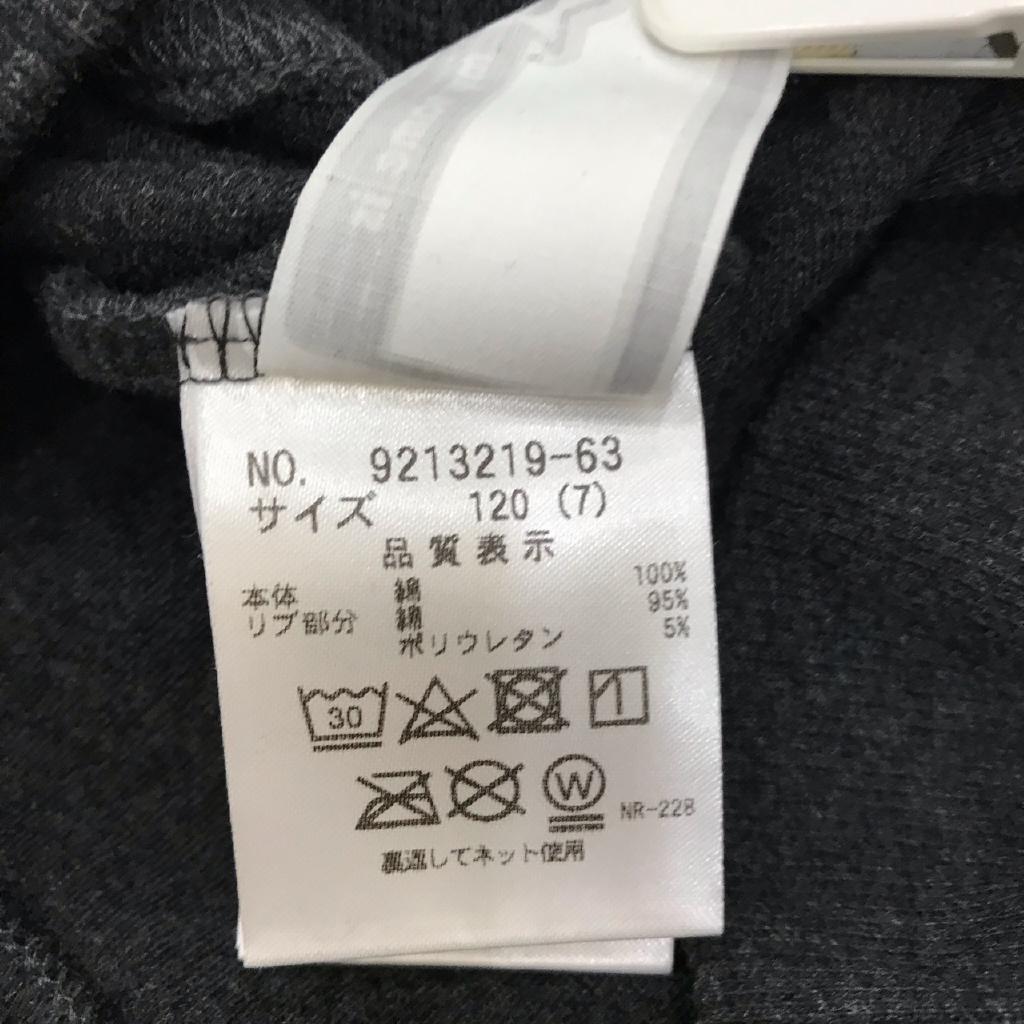 NO. 9213219-63
サイズ 120 (7)
品質表示
本体 綿 100%
リブ部分 綿 95%
ポリウレタン 5%
30
W
NR-228
裏返してネット使用